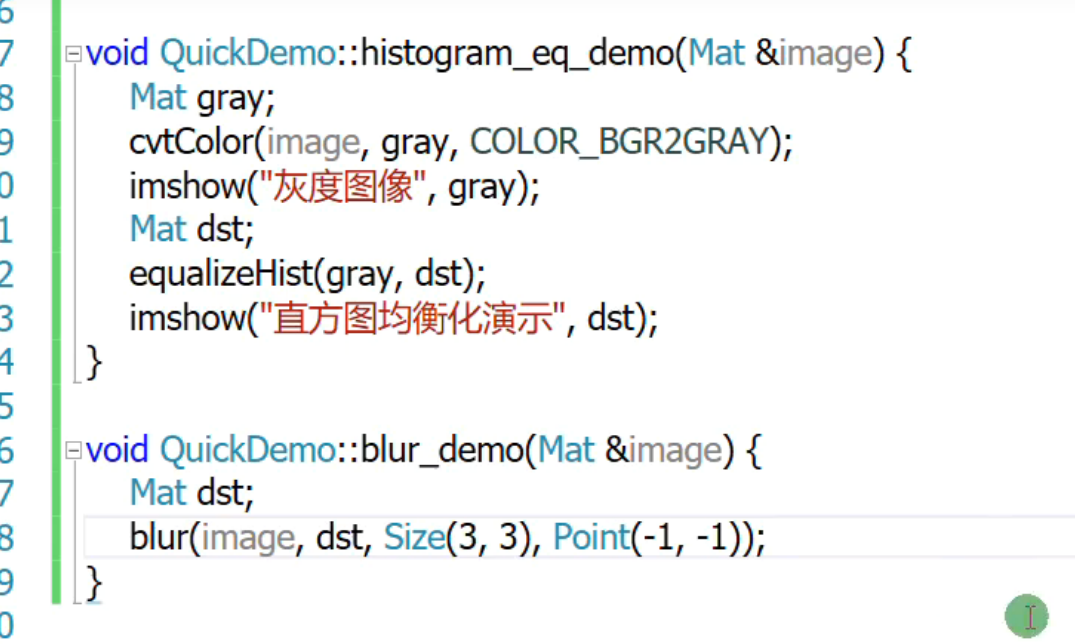 6
7 void QuickDemo::histogram_eq_demo(Mat &image) {
8 Mat gray;
9 cvtColor(image, gray, COLOR_BGR2GRAY);
0 imshow("灰度图像", gray);
1 Mat dst;
2 equalizeHist(gray, dst);
3 imshow("直方图均衡化演示", dst);
4 }
5
6 void QuickDemo::blur_demo(Mat &image) {
7 Mat dst;
8 blur(image, dst, Size(3, 3), Point(-1, -1));
9 }
0